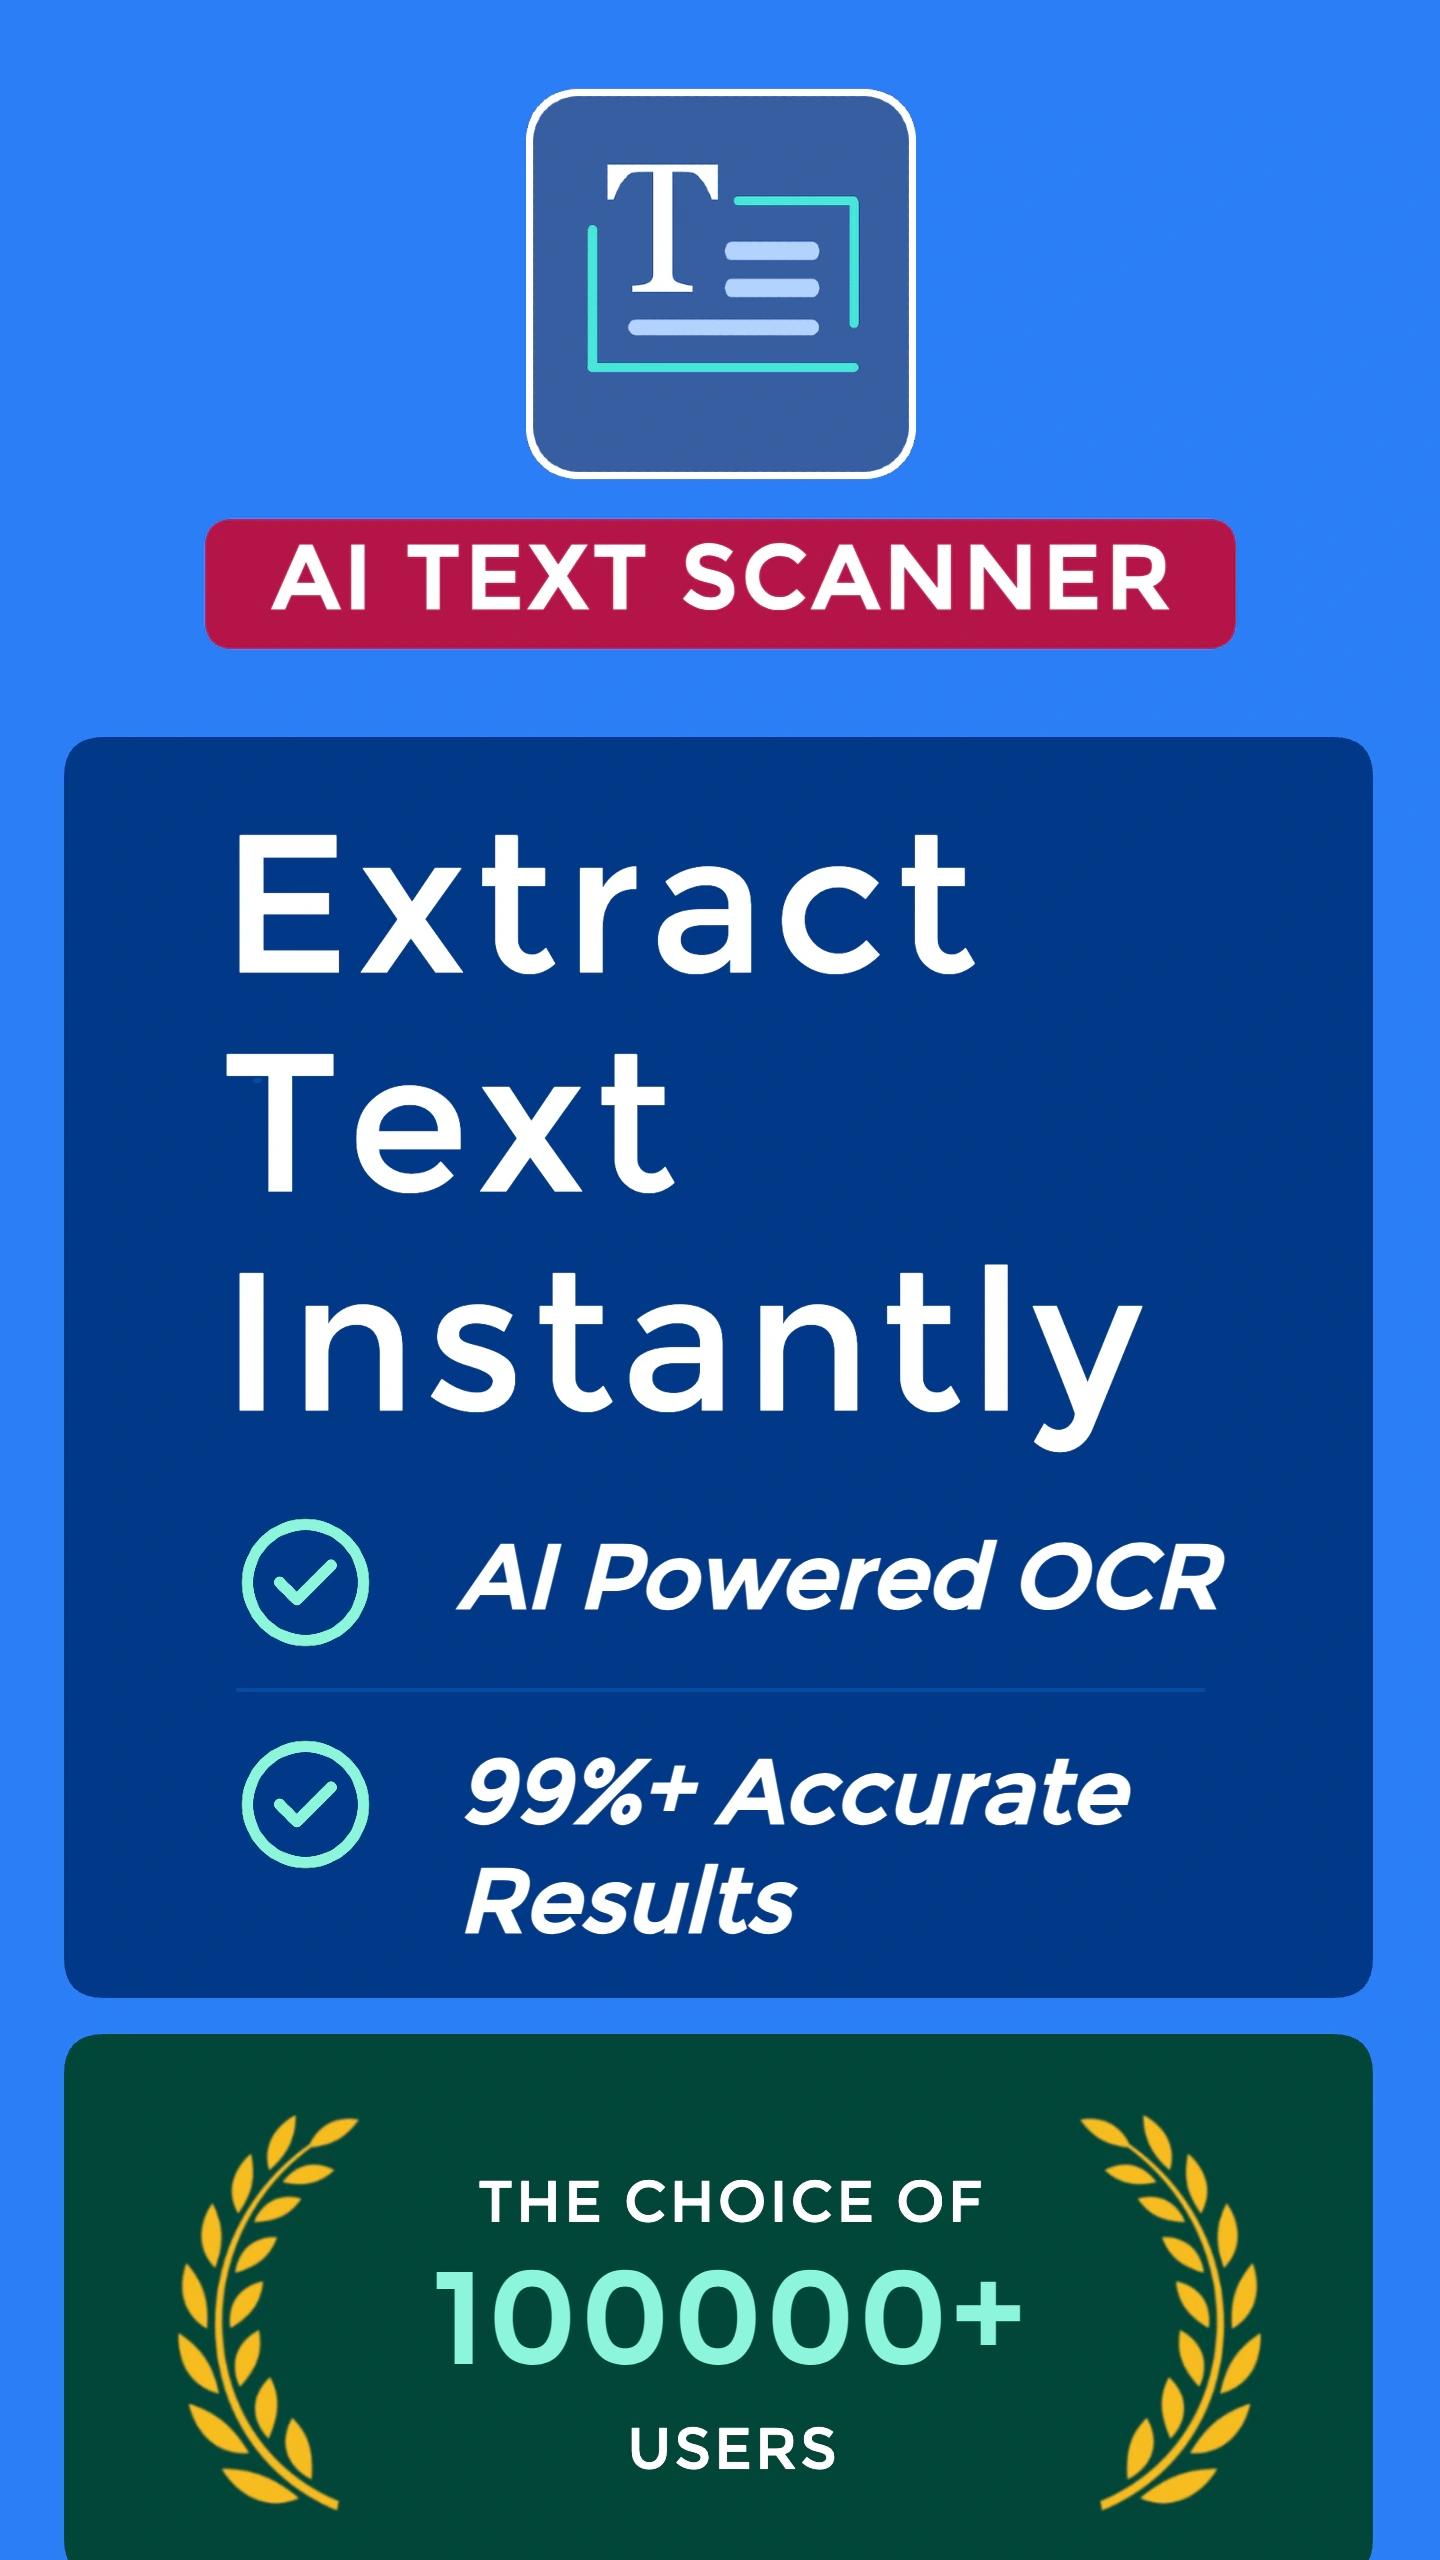 T
AI TEXT SCANNER
Extract
Text
Instantly
AI Powered OCR
99%+ Accurate
Results
THE CHOICE OF
100000+
USERS